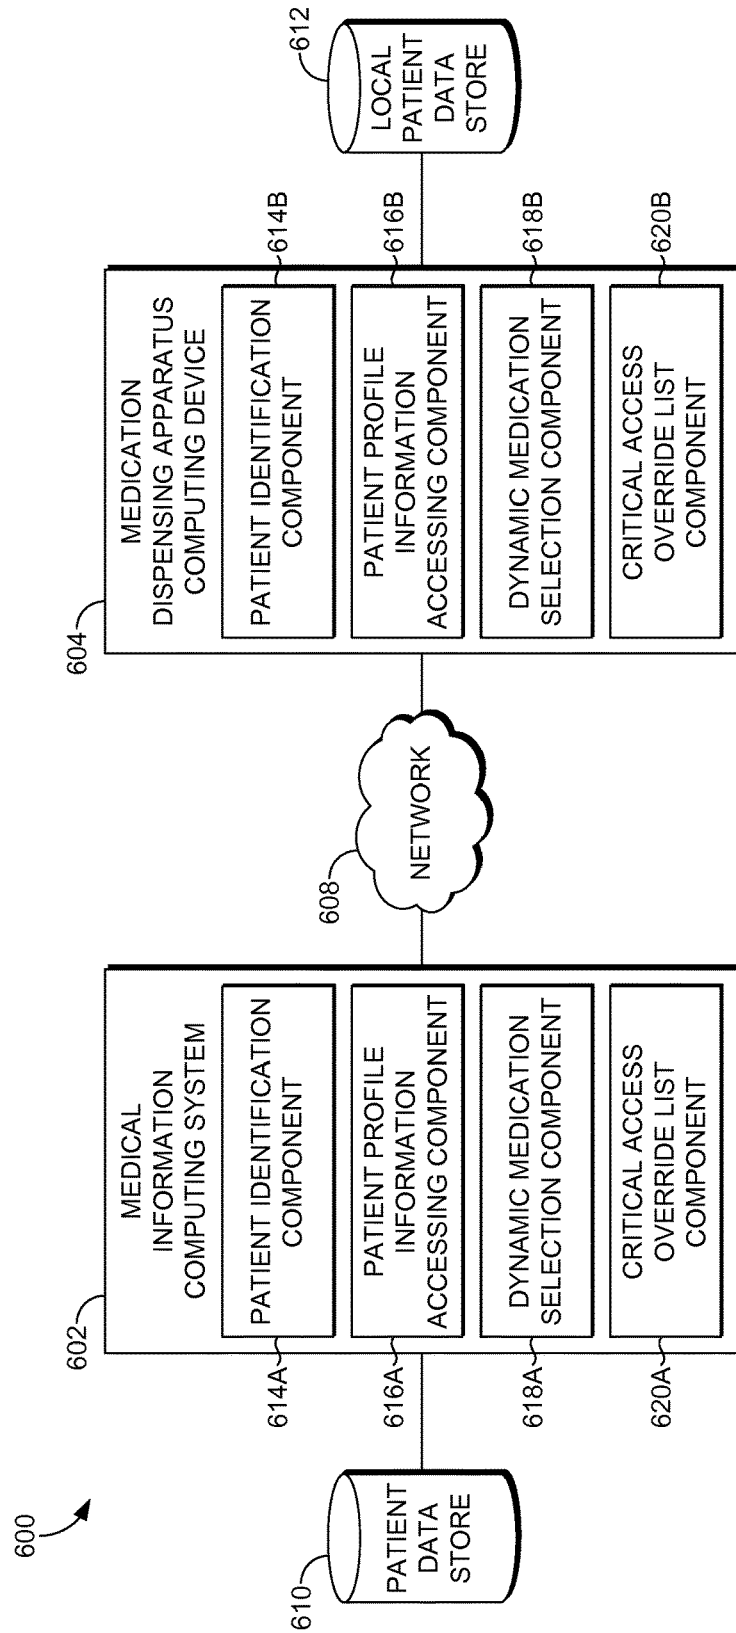 600
610
PATIENT
DATA
STORE
602
MEDICAL
INFORMATION
COMPUTING SYSTEM
614A
PATIENT IDENTIFICATION
COMPONENT
616A
PATIENT PROFILE
INFORMATION
ACCESSING COMPONENT
618A
DYNAMIC MEDICATION
SELECTION COMPONENT
620A
CRITICAL ACCESS
OVERRIDE LIST
COMPONENT
608
NETWORK
604
MEDICATION
DISPENSING APPARATUS
COMPUTING DEVICE
PATIENT IDENTIFICATION
COMPONENT
614B
PATIENT PROFILE
INFORMATION
ACCESSING COMPONENT
616B
DYNAMIC MEDICATION
SELECTION COMPONENT
618B
CRITICAL ACCESS
OVERRIDE LIST
COMPONENT
620B
612
LOCAL
PATIENT
DATA
STORE